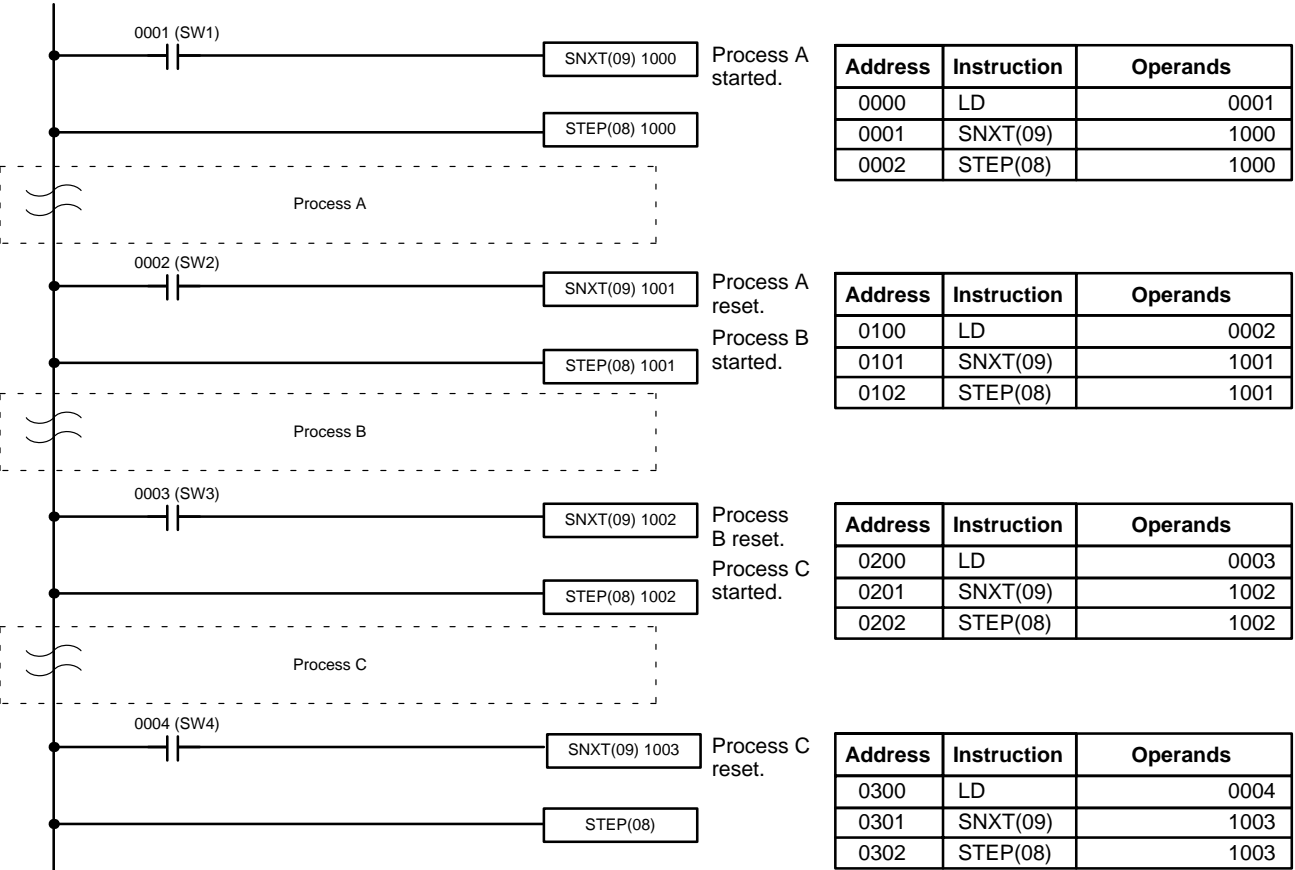 0001 (SW1)
SNXT(09) 1000
Process A
started.
STEP(08) 1000
Address Instruction Operands
0000 LD 0001
0001 SNXT(09) 1000
0002 STEP(08) 1000
Process A
0002 (SW2)
SNXT(09) 1001
Process A
reset.
Process B
started.
STEP(08) 1001
Address Instruction Operands
0100 LD 0002
0101 SNXT(09) 1001
0102 STEP(08) 1001
Process B
0003 (SW3)
SNXT(09) 1002
Process
B reset.
Process C
started.
STEP(08) 1002
Address Instruction Operands
0200 LD 0003
0201 SNXT(09) 1002
0202 STEP(08) 1002
Process C
0004 (SW4)
SNXT(09) 1003
Process C
reset.
STEP(08)
Address Instruction Operands
0300 LD 0004
0301 SNXT(09) 1003
0302 STEP(08) 1003